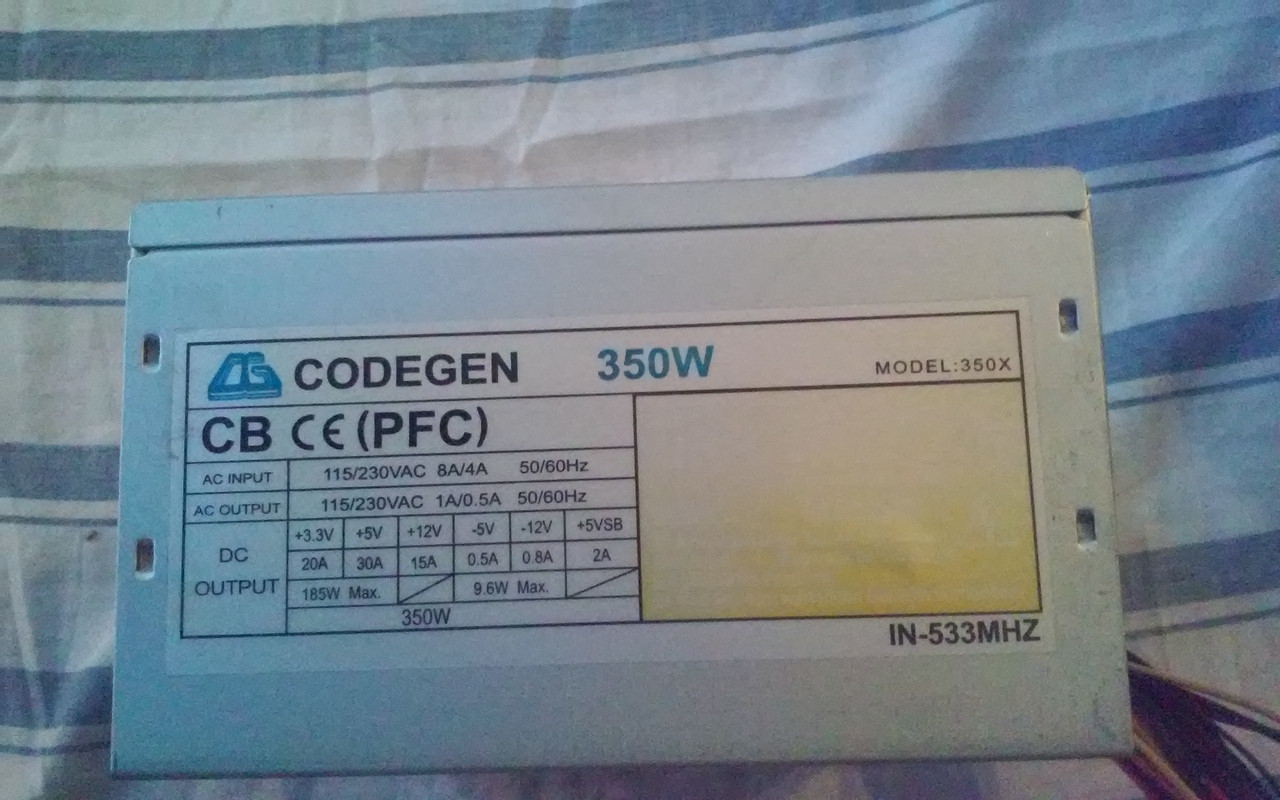 CG CODEGEN 350W MODEL:350X
CB CE (PFC)
AC INPUT 115/230VAC 8A/4A 50/60Hz
AC OUTPUT 115/230VAC 1A/0.5A 50/60Hz
DC OUTPUT
+3.3V +5V +12V -5V -12V +5VSB
20A 30A 15A 0.5A 0.8A 2A
185W Max. 9.6W Max.
350W
IN-533MHZ